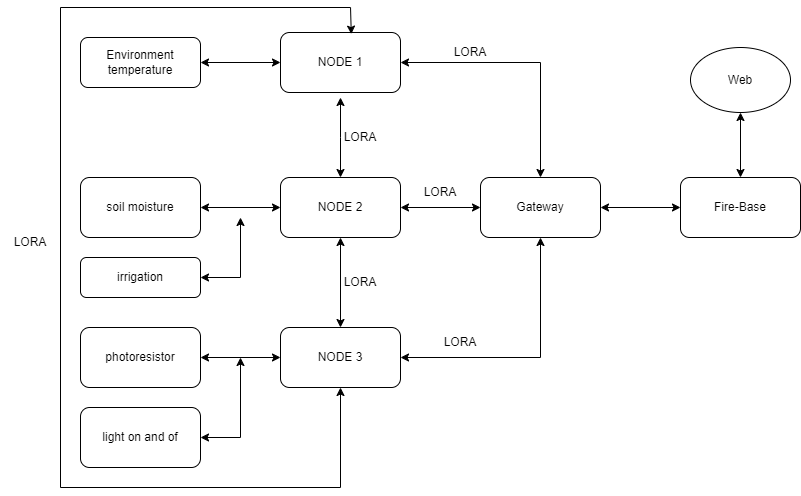 LORA
Environment
temperature
NODE 1
LORA
Web
LORA
soil moisture
NODE 2
LORA
Gateway
Fire-Base
LORA
irrigation
LORA
photoresistor
NODE 3
LORA
light on and of